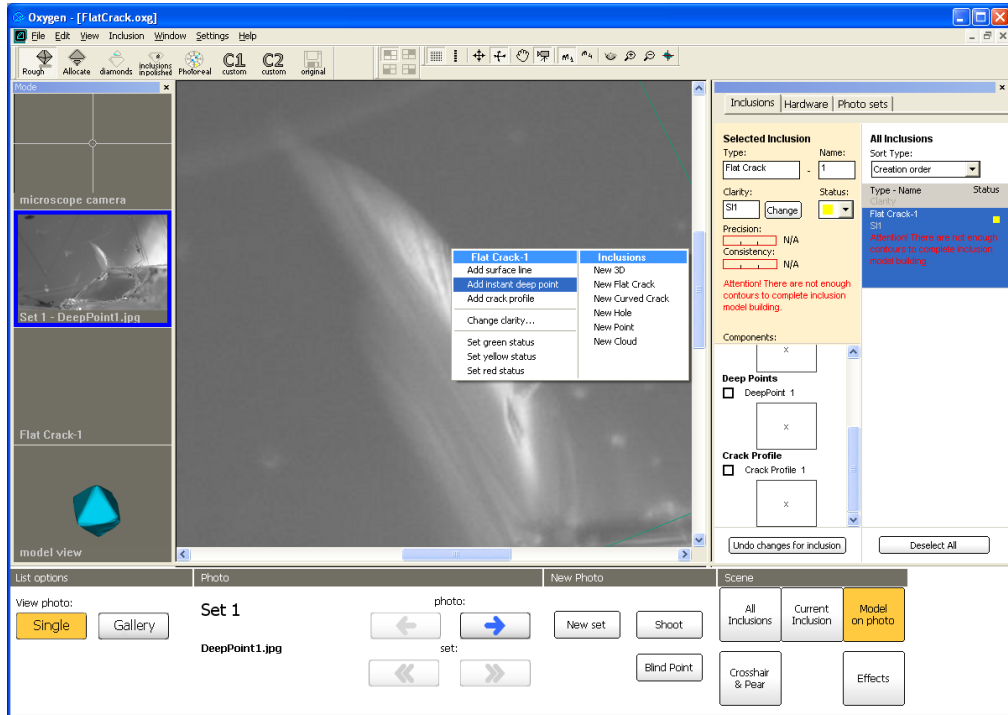 Oxygen - [FlatCrack.oxg]
File Edit View Inclusion Window Settings Help
Rough
Allocate
diamonds
inclusions
inpolished
Photoreal
C1
custom
C2
custom
original
Mode
microscope camera
Set 1 - DeepPoint1.jpg
Flat Crack-1
model view
Flat Crack-1
Add surface line
Add instant deep point
Add crack profile
Change clarity...
Set green status
Set yellow status
Set red status
Inclusions
New 3D
New Flat Crack
New Curved Crack
New Hole
New Point
New Cloud
Inclusions Hardware Photo sets
Selected Inclusion
Type: Name:
Flat Crack - 1
Clarity: Status:
SI1 Change
Precision:
N/A
Consistency:
N/A
Attention! There are not enough
contours to complete inclusion
model building.
Components:
x
Deep Points
DeepPoint 1
x
Crack Profile
Crack Profile 1
x
Undo changes for inclusion
All Inclusions
Sort Type:
Creation order
Type - Name Status
Clarity
Flat Crack-1
SI1
Attention! There are not enough
contours to complete inclusion
model building
Deselect All
List options
View photo:
Single Gallery
Photo
Set 1
DeepPoint1.jpg
photo:
set:
New Photo
New set Shoot
Blind Point
Scene
All
Inclusions
Current
Inclusion
Model
on photo
Crosshair
& Pear
Effects